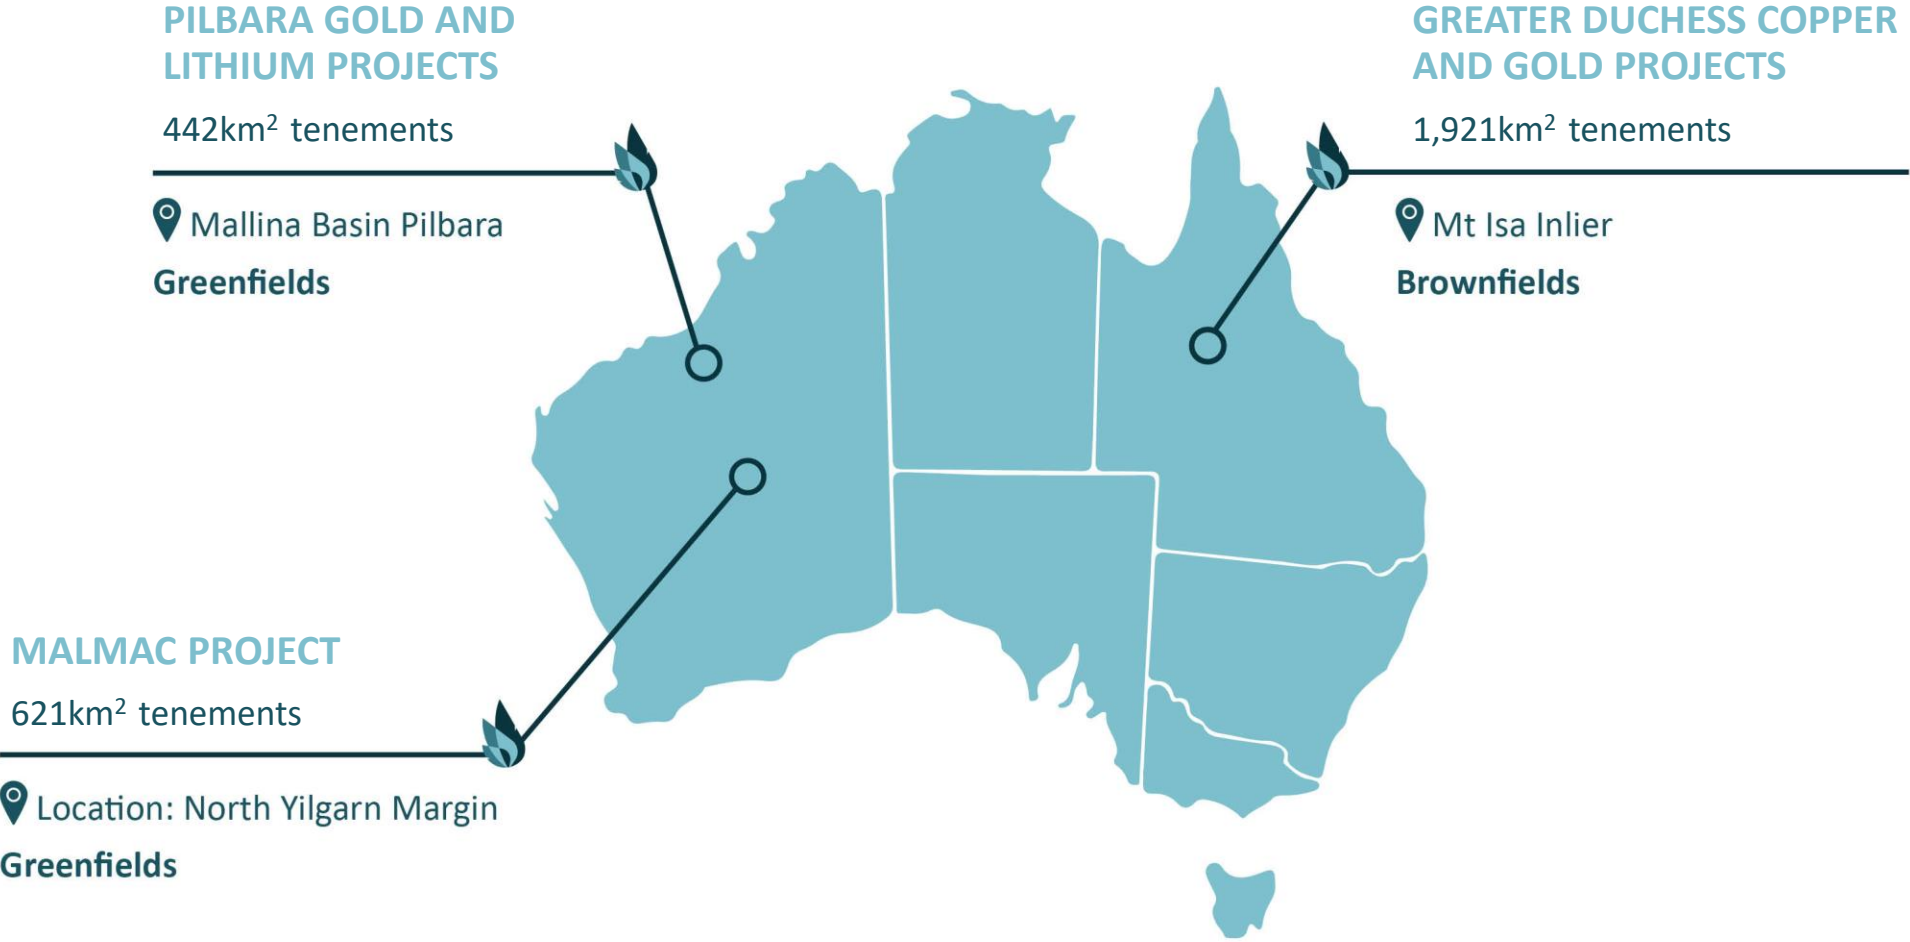 PILBARA GOLD AND
LITHIUM PROJECTS
442km² tenements
Mallina Basin Pilbara
Greenfields
GREATER DUCHESS COPPER
AND GOLD PROJECTS
1,921km² tenements
Mt Isa Inlier
Brownfields
MALMAC PROJECT
621km² tenements
Location: North Yilgarn Margin
Greenfields